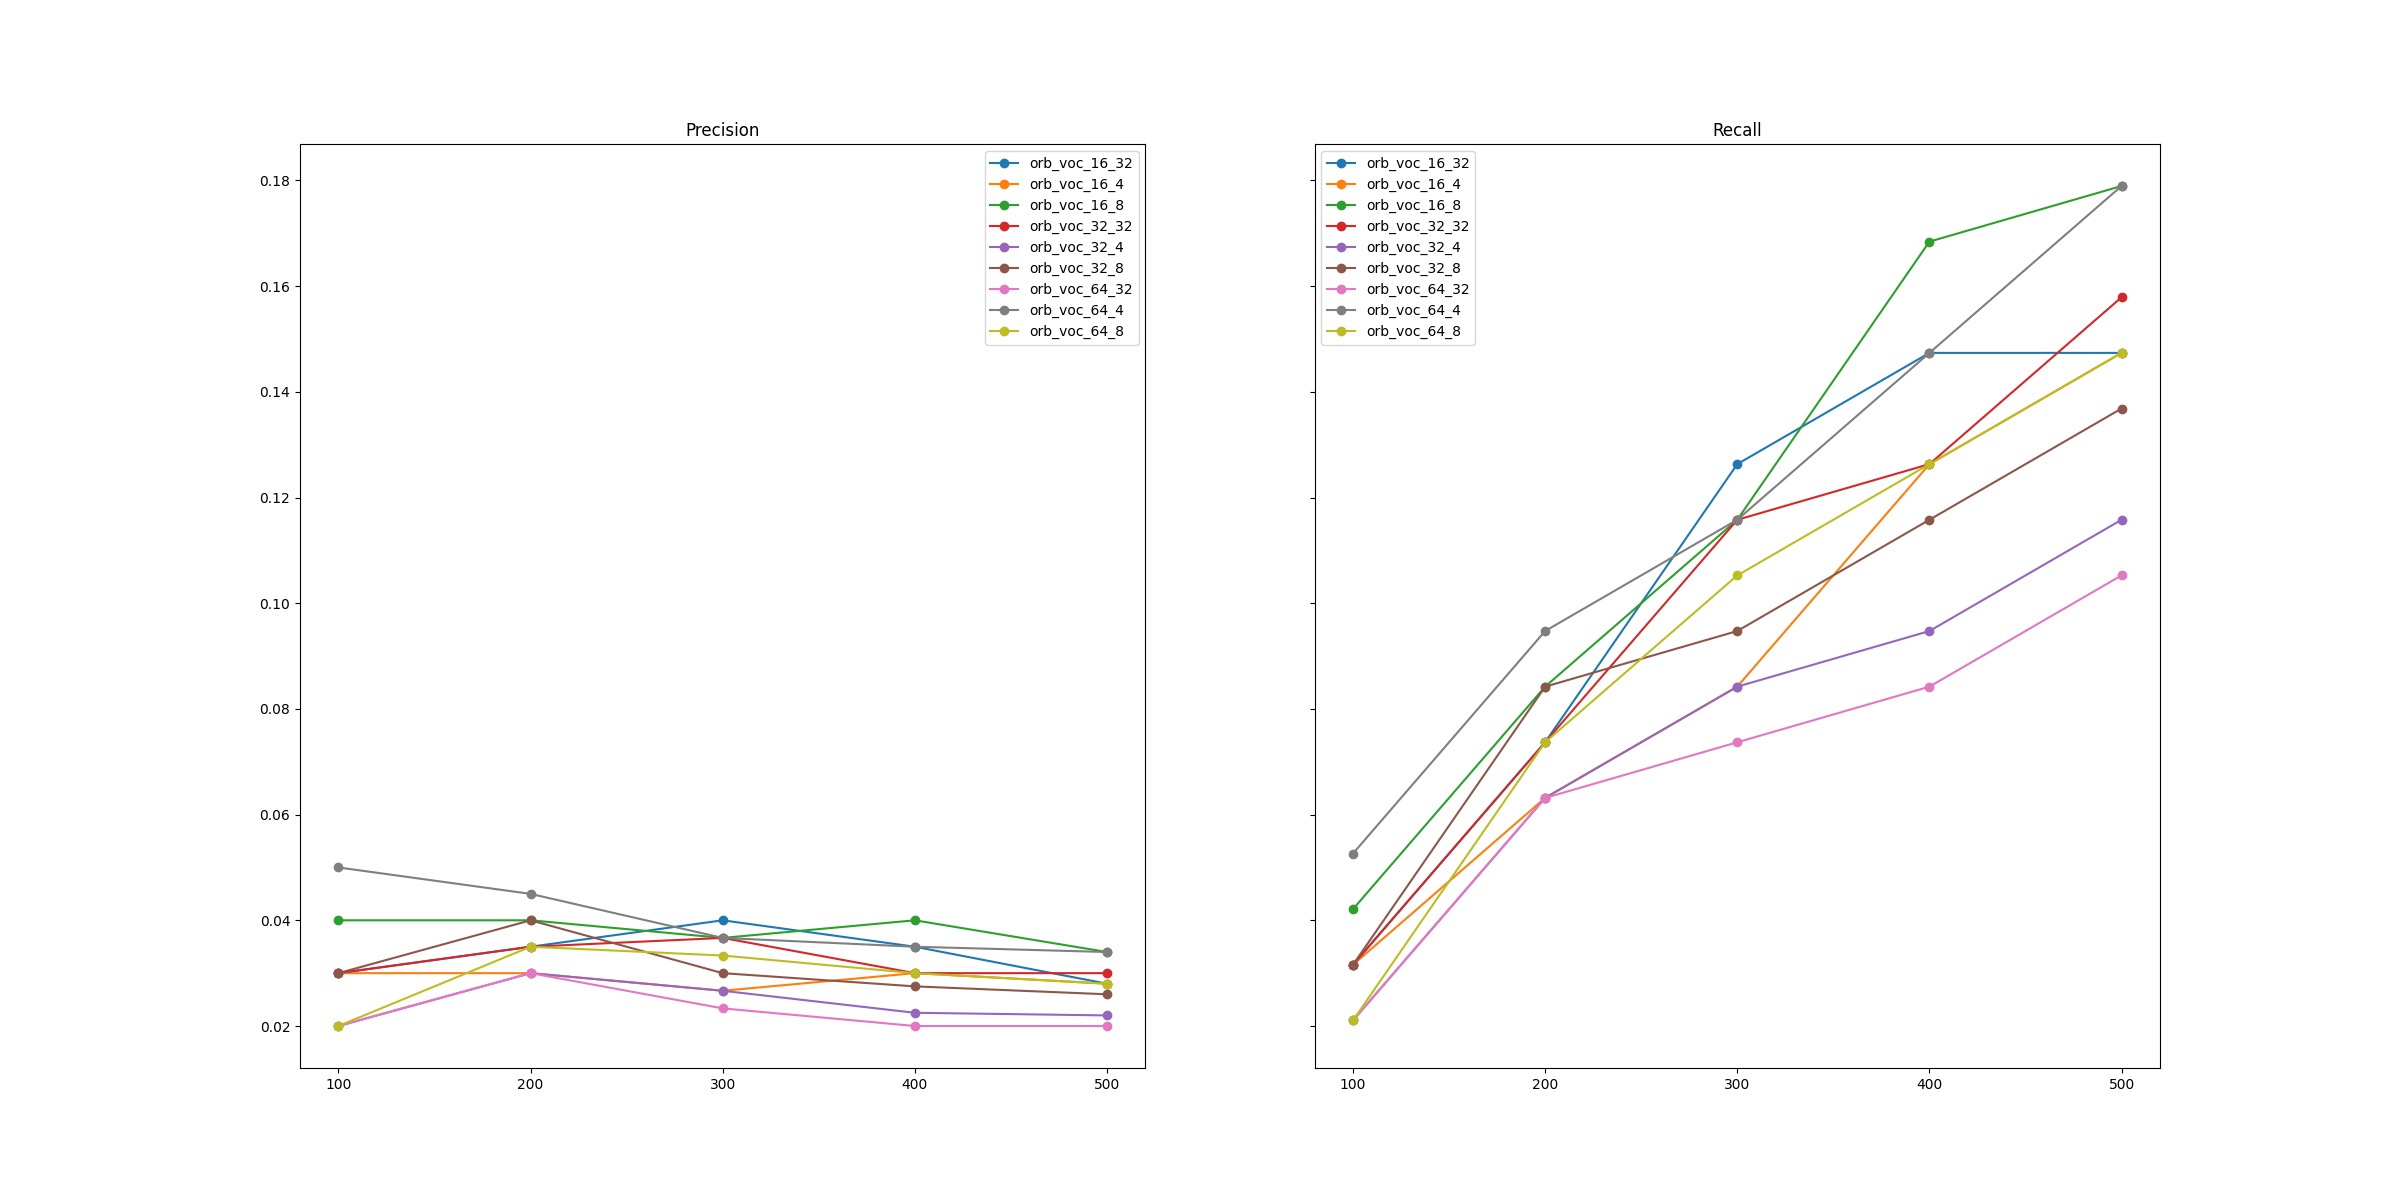 Precision
0.18
0.16
0.14
0.12
0.10
0.08
0.06
0.04
0.02
100 200 300 400 500
orb_voc_16_32
orb_voc_16_4
orb_voc_16_8
orb_voc_32_32
orb_voc_32_4
orb_voc_32_8
orb_voc_64_32
orb_voc_64_4
orb_voc_64_8
Recall
orb_voc_16_32
orb_voc_16_4
orb_voc_16_8
orb_voc_32_32
orb_voc_32_4
orb_voc_32_8
orb_voc_64_32
orb_voc_64_4
orb_voc_64_8
100 200 300 400 500